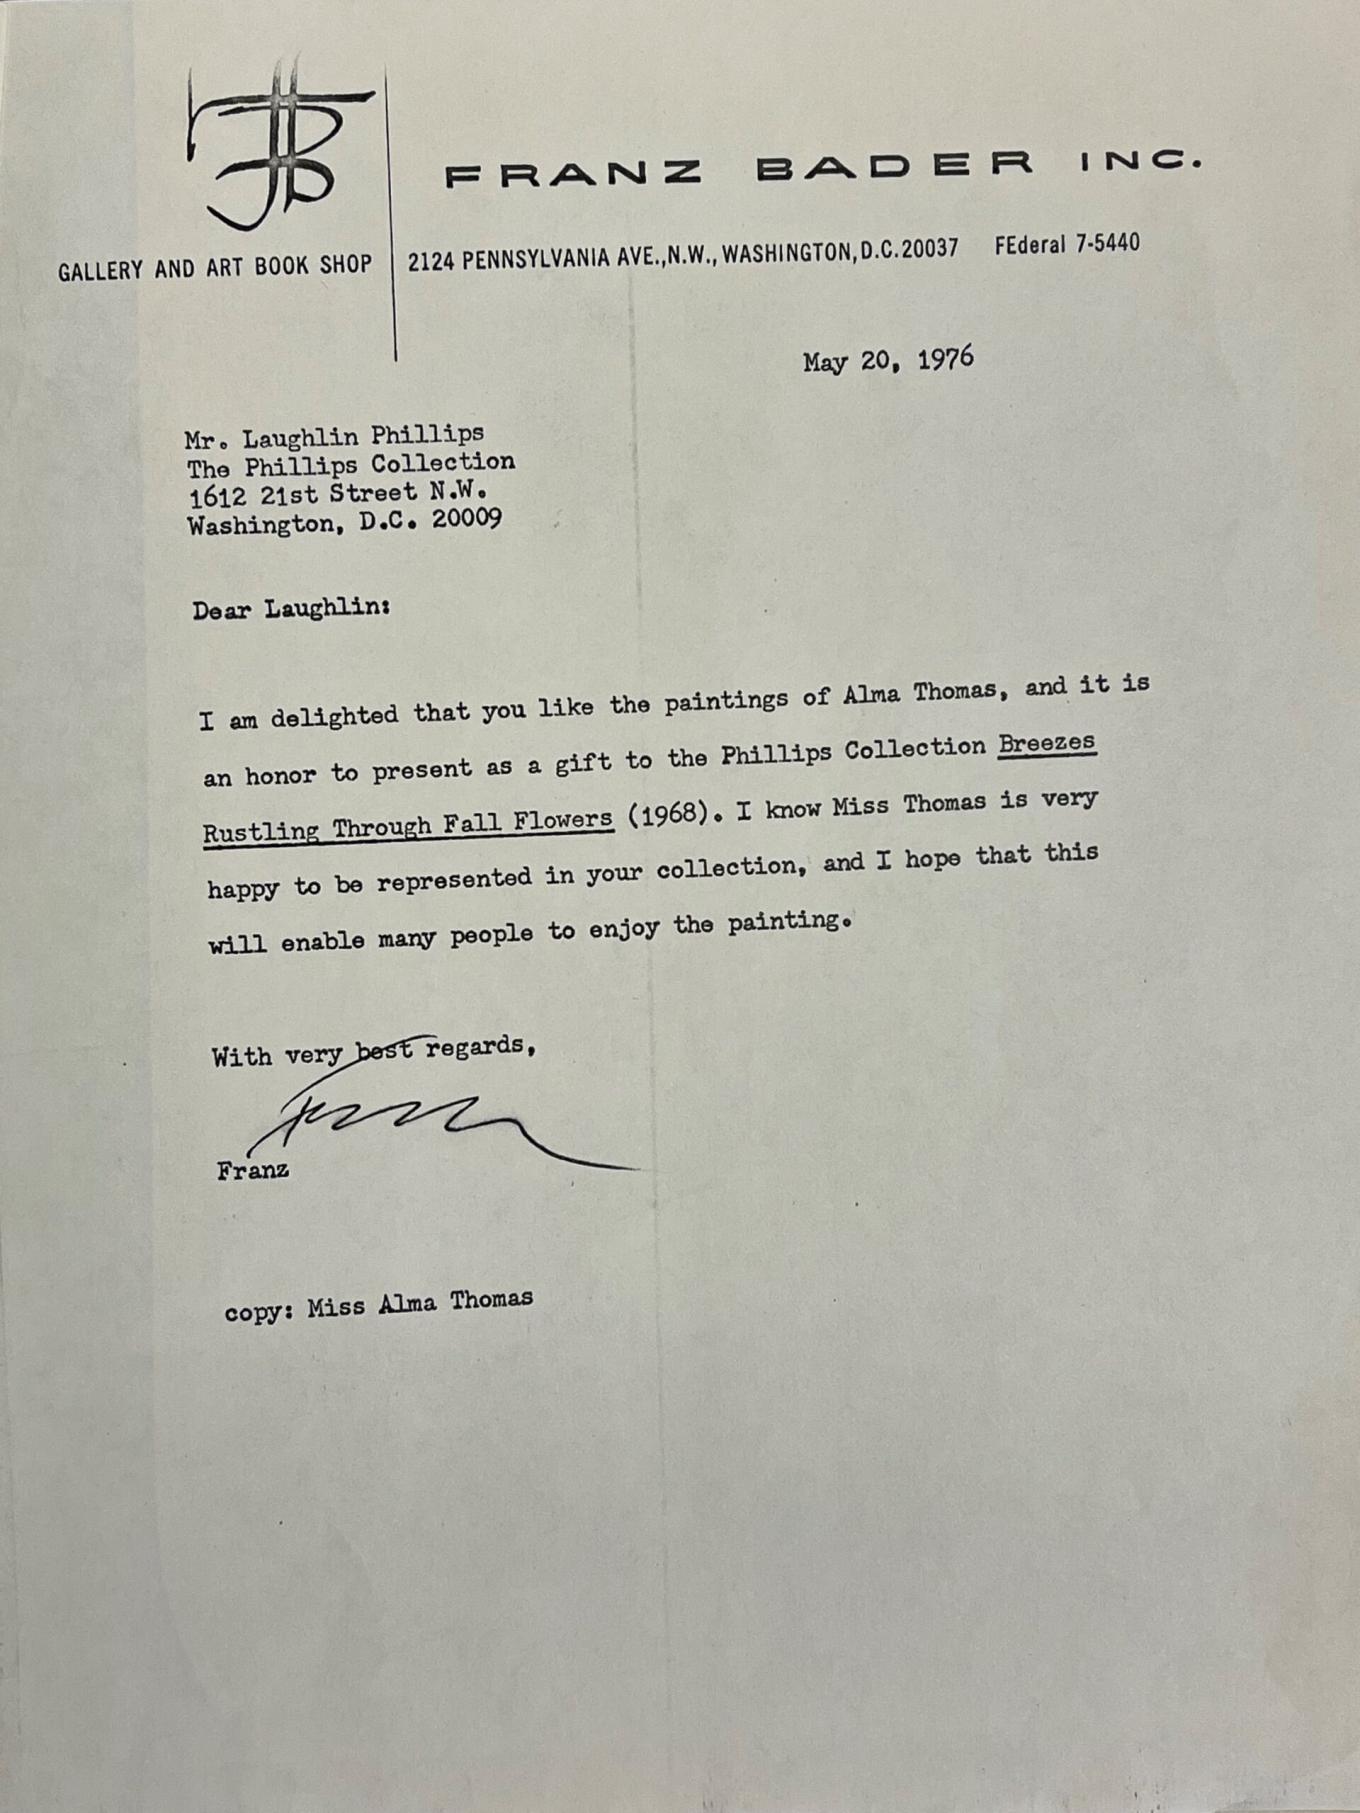 FB
FRANZ BADER INC.
GALLERY AND ART BOOK SHOP
2124 PENNSYLVANIA AVE.,N.W., WASHINGTON, D.C. 20037 FEderal 7-5440
May 20, 1976
Mr. Laughlin Phillips
The Phillips Collection
1612 21st Street N.W.
Washington, D.C. 20009
Dear Laughlin:
I am delighted that you like the paintings of Alma Thomas, and it is
an honor to present as a gift to the Phillips Collection Breezes
Rustling Through Fall Flowers (1968). I know Miss Thomas is very
happy to be represented in your collection, and I hope that this
will enable many people to enjoy the painting.
With very best regards,
Franz
Franz
copy: Miss Alma Thomas